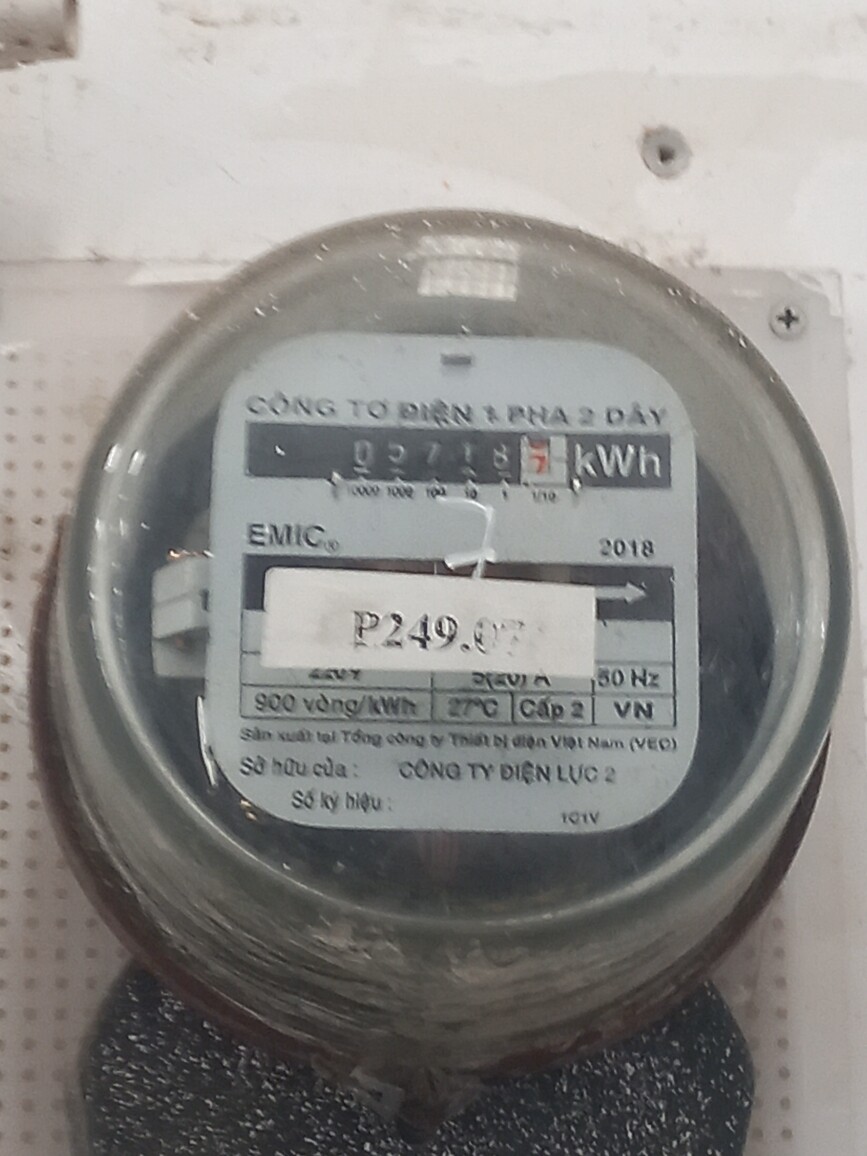 CÔNG TƠ ĐIỆN 1 PHA 2 DÂY
0 5 7 1 8 7 kWh
10000 1000 100 10 1 1/10
EMIC® 2018
P249.07
220V 5(20) A 50 Hz
900 vòng/kWh 27°C Cấp 2 VN
Sản xuất tại Tổng công ty Thiết bị điện Việt Nam (VEC)
Sở hữu của : CÔNG TY ĐIỆN LỰC 2
Số ký hiệu :
1C1V